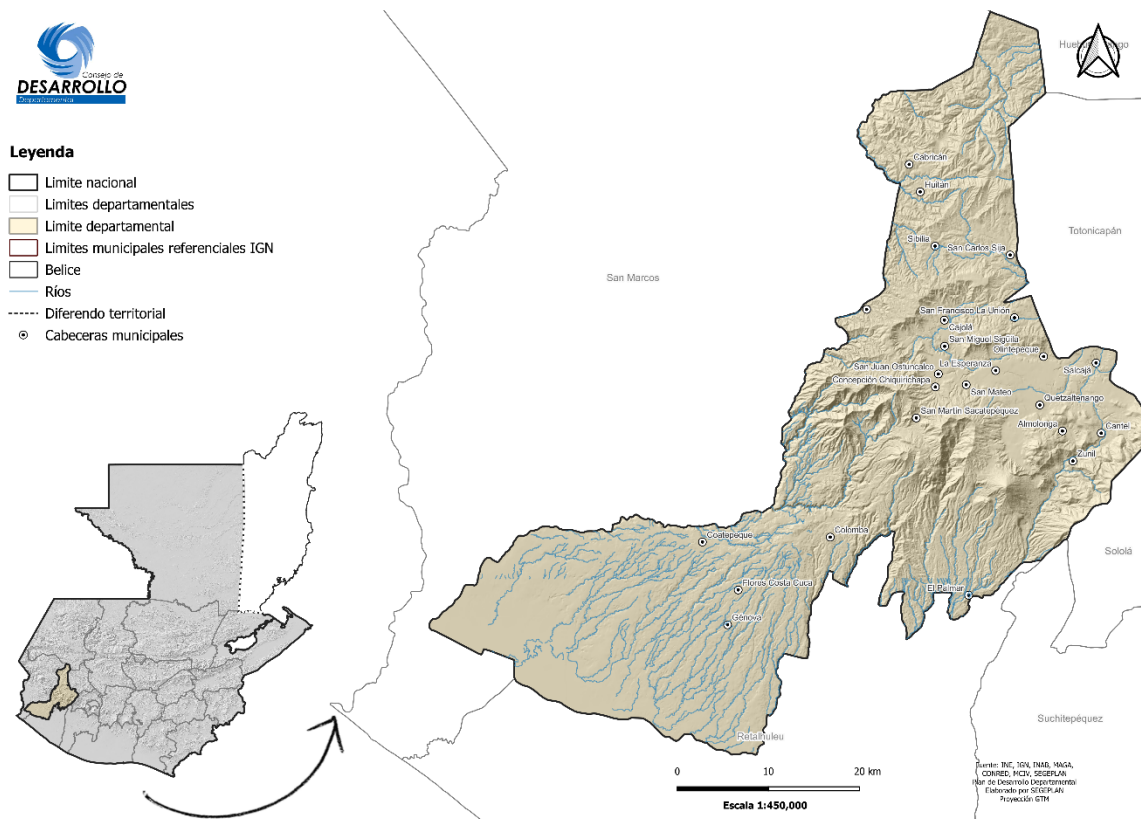 Consejo de
DESARROLLO
Departamental
Leyenda
Limite nacional
Limites departamentales
Limite departamental
Limites municipales referenciales IGN
Belice
Ríos
Diferendo territorial
Cabeceras municipales
Totonicapán
San Marcos
Cabricán
Huitán
Sibilia
San Carlos Sija
San Francisco La Unión
Cajolá
San Miguel Sigüilá
Olintepeque
San Juan Ostuncalco
La Esperanza
Salcajá
Concepción Chiquirichapa
San Mateo
Quetzaltenango
San Martín Sacatepéquez
Almolonga
Cantel
Zunil
Colomba
Coatepeque
Sololá
Flores Costa Cuca
El Palmar
Génova
Suchitepéquez
Retalhuleu
0 10 20 km
Escala 1:450,000
Fuente: INE, IGN, INAB, MAGA,
CONRED, MCIV, SEGEPLAN
Plan de Desarrollo Departamental
Elaborado por SEGEPLAN
Proyección GTM